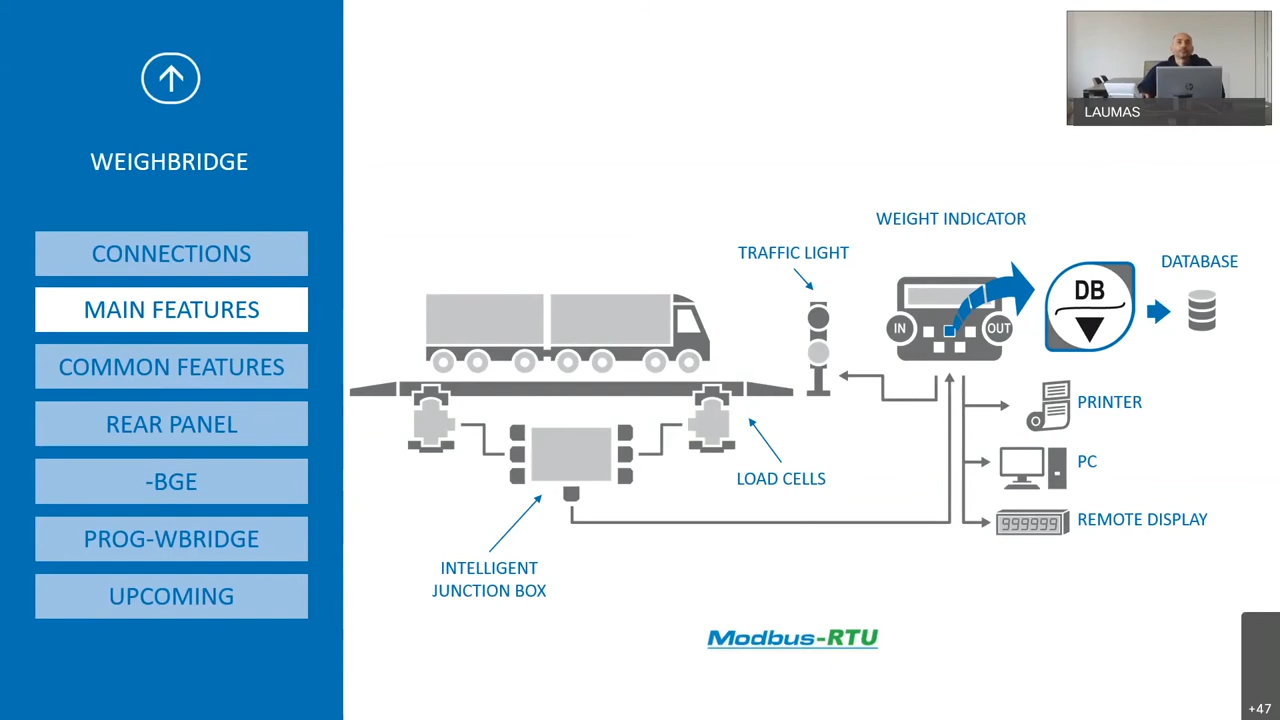 WEIGHBRIDGE
CONNECTIONS
MAIN FEATURES
COMMON FEATURES
REAR PANEL
-BGE
PROG-WBRIDGE
UPCOMING
LAUMAS
WEIGHT INDICATOR
TRAFFIC LIGHT
DATABASE
IN
OUT
DB
PRINTER
PC
LOAD CELLS
999999
REMOTE DISPLAY
INTELLIGENT
JUNCTION BOX
Modbus-RTU
+47